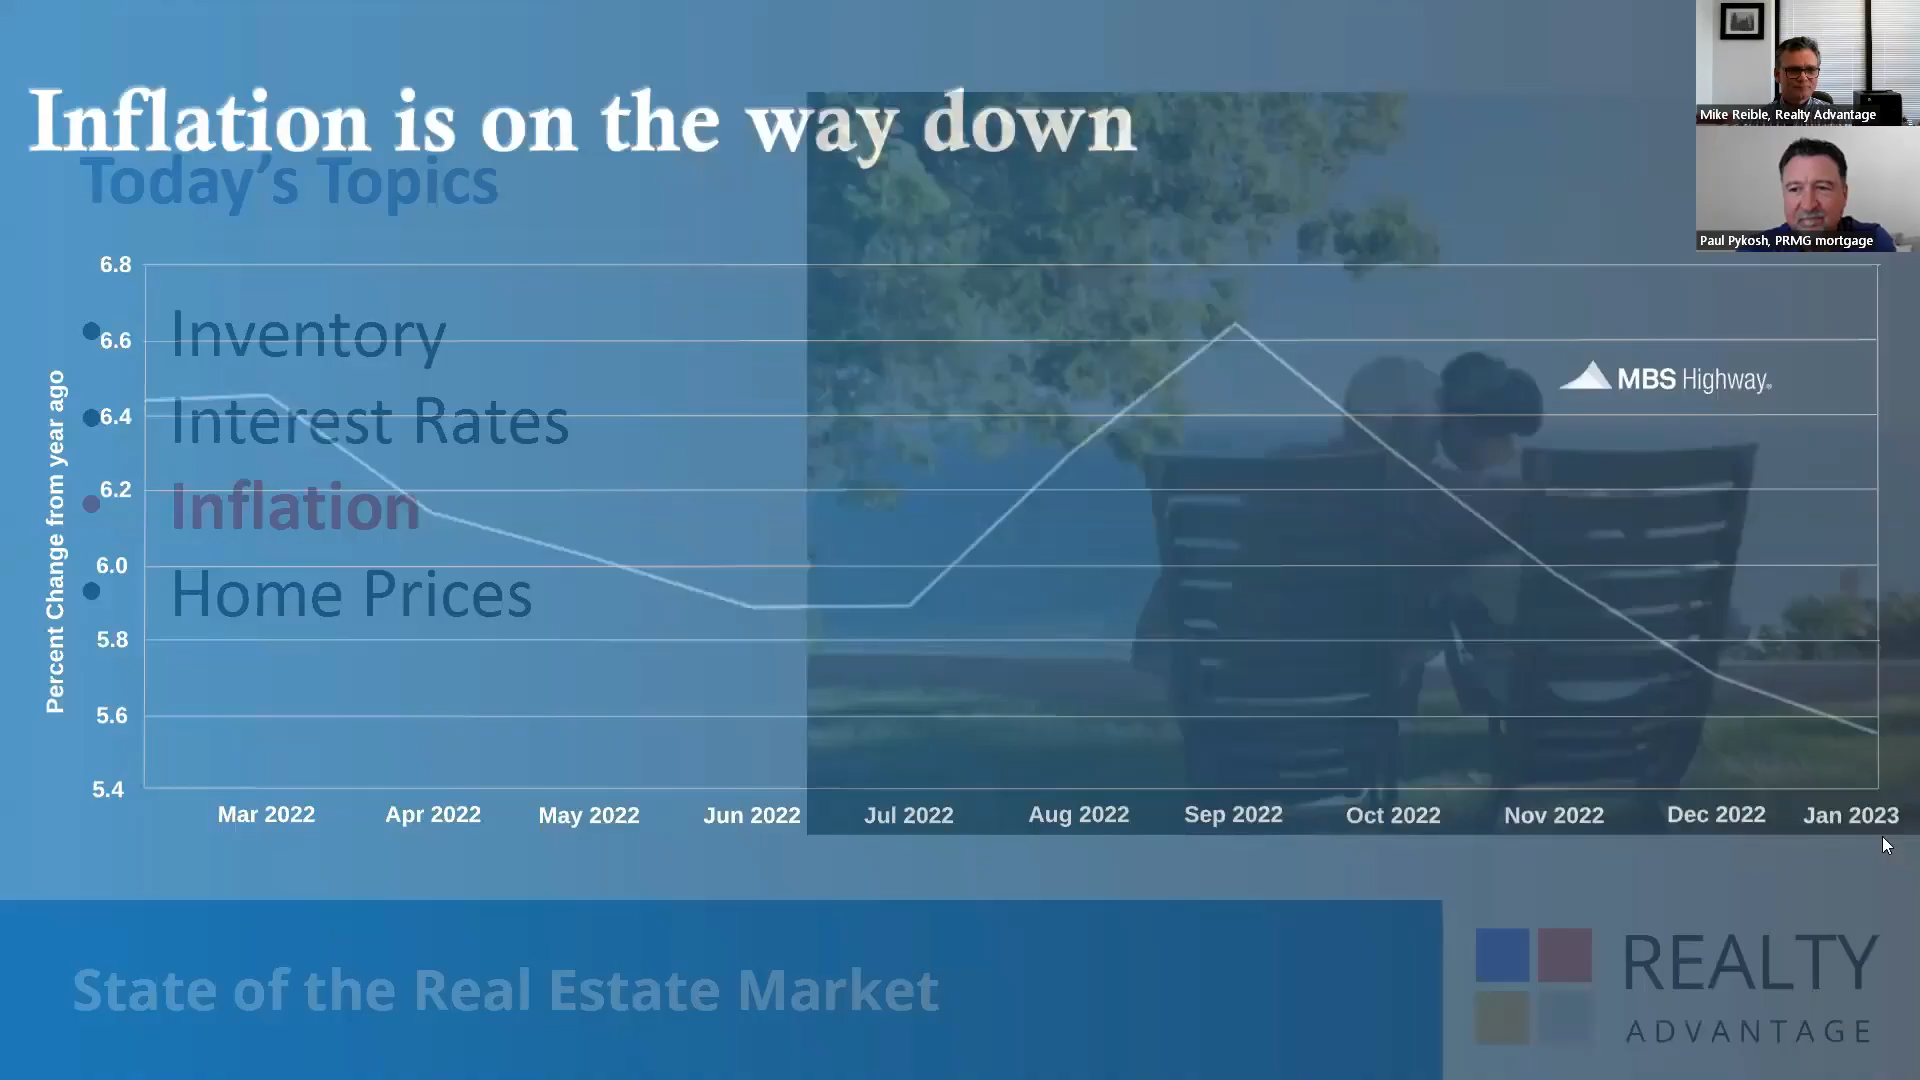 Inflation is on the way down
Today's Topics
Mike Reible, Realty Advantage
Paul Pykosh, PRMG mortgage
Percent Change from year ago
6.8
6.6
6.4
6.2
6.0
5.8
5.6
5.4
• Inventory
• Interest Rates
• Inflation
• Home Prices
MBS Highway®
Mar 2022 Apr 2022 May 2022 Jun 2022 Jul 2022 Aug 2022 Sep 2022 Oct 2022 Nov 2022 Dec 2022 Jan 2023
State of the Real Estate Market
REALTY
ADVANTAGE